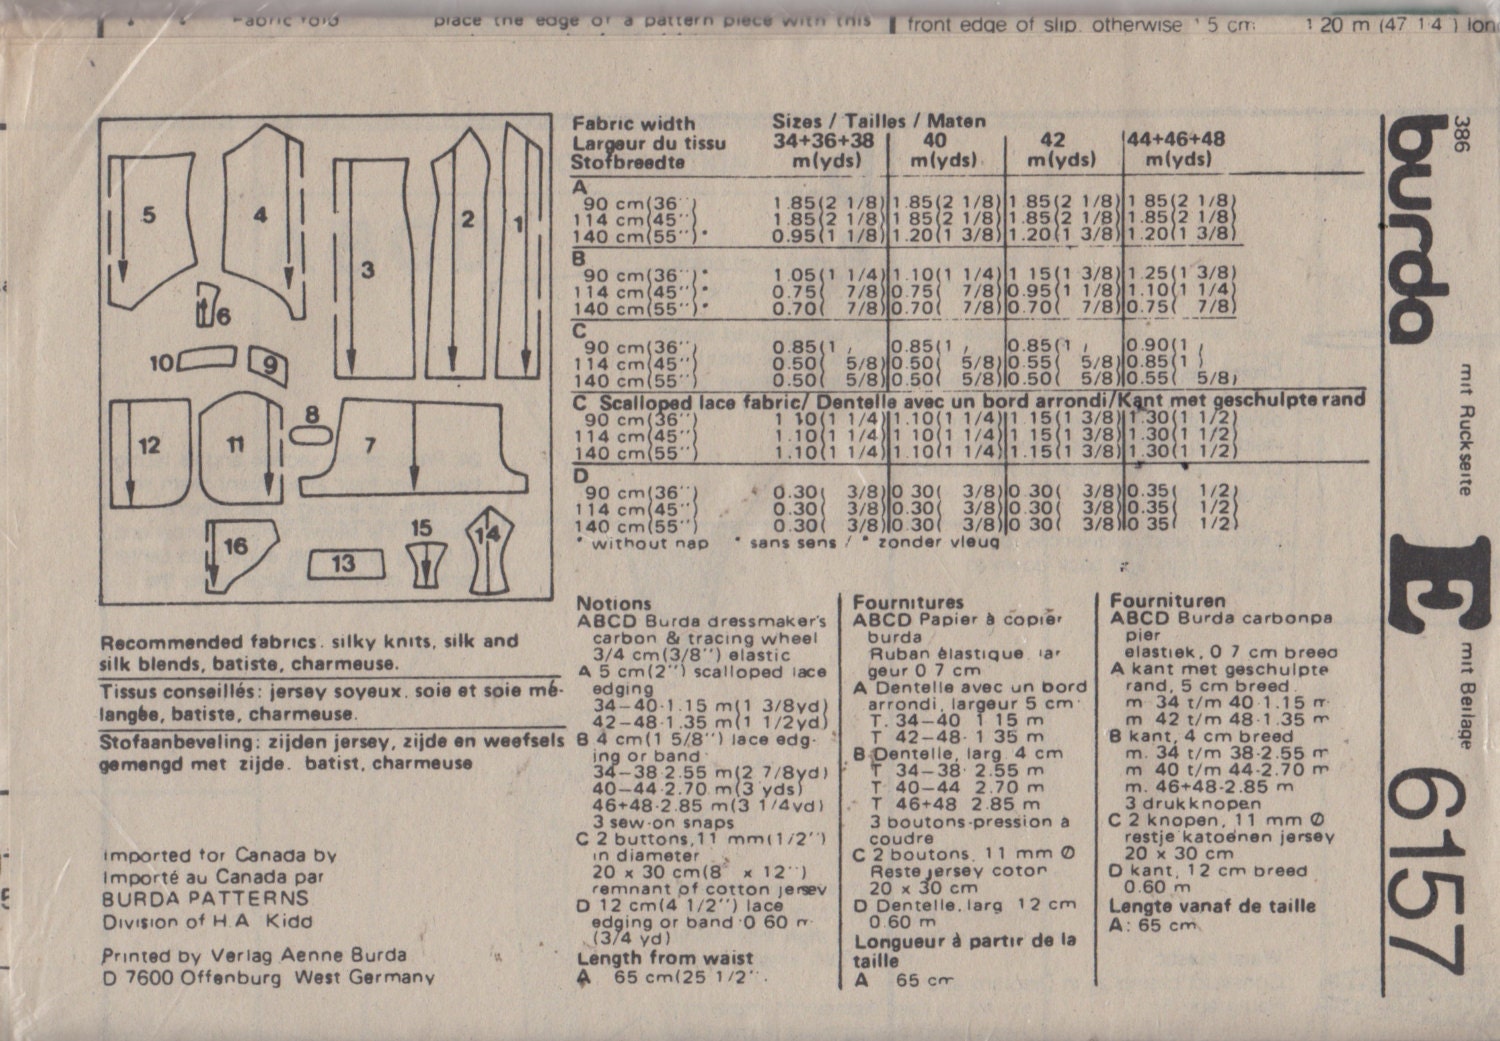 Fabric fold
place the edge of a pattern piece with this
front edge of slip. otherwise 1 5 cm
1 20 m (47 1 4 ) lon
5
4
3
2
1
6
10
9
8
12
11
7
16
13
15
14
Fabric width
Largeur du tissu
Stofbreedte
Sizes / Tailles / Maten
34+36+38 40 42 44+46+48
m(yds) m(yds) m(yds) m(yds)
A
90 cm(36'') 1.85(2 1/8) 1.85(2 1/8) 1 85(2 1/8) 1 85(2 1/8)
114 cm(45'') 1.85(2 1/8) 1.85(2 1/8) 1.85(2 1/8) 1.85(2 1/8)
140 cm(55'')* 0.95(1 1/8) 1.20(1 3/8) 1.20(1 3/8) 1.20(1 3/8)
B
90 cm(36'')* 1 05(1 1/4) 1.10(1 1/4) 1 15(1 3/8) 1.25(1 3/8)
114 cm(45'')* 0.75( 7/8) 0.75( 7/8) 0.95(1 1/8) 1.10(1 1/4)
140 cm(55'')* 0.70( 7/8) 0.70( 7/8) 0.70( 7/8) 0.75( 7/8)
C
90 cm(36'') 0.85(1 ) 0.85(1 ) 0.85(1 ) 0.90(1 )
114 cm(45'') 0.50( 5/8) 0.50( 5/8) 0.55( 5/8) 0.85(1 )
140 cm(55'') 0.50( 5/8) 0.50( 5/8) 0.50( 5/8) 0.55( 5/8)
C Scalloped lace fabric/ Dentelle avec un bord arrondi/Kant met geschulpte rand
90 cm(36'') 1 10(1 1/4) 1.10(1 1/4) 1 15(1 3/8) 1.30(1 1/2)
114 cm(45'') 1.10(1 1/4) 1.10(1 1/4) 1 15(1 3/8) 1.30(1 1/2)
140 cm(55'') 1.10(1 1/4) 1.10(1 1/4) 1.15(1 3/8) 1.30(1 1/2)
D
90 cm(36'') 0.30( 3/8) 0 30( 3/8) 0 30( 3/8) 0.35( 1/2)
114 cm(45'') 0.30( 3/8) 0.30( 3/8) 0.30( 3/8) 0.35( 1/2)
140 cm(55'') 0.30( 3/8) 0.30( 3/8) 0 30( 3/8) 0 35( 1/2)
* without nap * sans sens / * zonder vleug
Recommended fabrics. silky knits, silk and
silk blends, batiste, charmeuse.
Tissus conseillés: jersey soyeux. soie et soie mé-
langée, batiste, charmeuse.
Stofaanbeveling: zijden jersey, zijde en weefsels
gemengd met zijde. batist, charmeuse
Imported for Canada by
Importé au Canada par
BURDA PATTERNS
Division of H A Kidd
Printed by Verlag Aenne Burda
D 7600 Offenburg West Germany
Notions
ABCD Burda dressmaker's
carbon & tracing wheel
3/4 cm(3/8'') elastic
A 5 cm(2'') scalloped lace
edging
34-40·1.15 m(1 3/8yd)
42-48·1.35 m(1 1/2yd)
B 4 cm(1 5/8'') lace edg-
ing or band
34-38·2.55 m(2 7/8yd)
40-44·2.70 m(3 yds)
46+48·2.85 m(3 1/4yd)
3 sew-on snaps
C 2 buttons,11 mm(1/2'')
in diameter
20 x 30 cm(8 x 12'')
remnant of cotton jersey
D 12 cm(4 1/2'') lace
edging or band·0 60 m
(3/4 yd)
Length from waist
A 65 cm(25 1/2''
Fournitures
ABCD Papier à copier
burda
Ruban élastique lar
geur 0 7 cm
A Dentelle avec un bord
arrondi, largeur 5 cm
T. 34-40 1 15 m
T 42-48· 1 35 m
B Dentelle, larg 4 cm
T 34-38· 2.55 m
T 40-44 2.70 m
T 46+48 2.85 m
3 boutons-pression à
coudre
C 2 boutons, 11 mm Ø
Reste jersey coton
20 x 30 cm
D Dentelle, larg 12 cm
0.60 m
Longueur à partir de la
taille
A 65 cm
Fournituren
ABCD Burda carbonpa
pier
elastiek, 0 7 cm breed
A kant met geschulpte
rand, 5 cm breed
m 34 t/m 40·1.15 m
m 42 t/m 48·1.35 m
B kant, 4 cm breed
m. 34 t/m 38·2.55 m
m 40 t/m 44·2.70 m
m. 46+48·2.85 m
3 drukknopen
C 2 knopen, 11 mm Ø
restje katoenen jersey
20 x 30 cm
D kant, 12 cm breed
0.60 m
Lengte vanaf de taille
A: 65 cm
386
burda
mit Rückseite
E
mit Beilage
6157